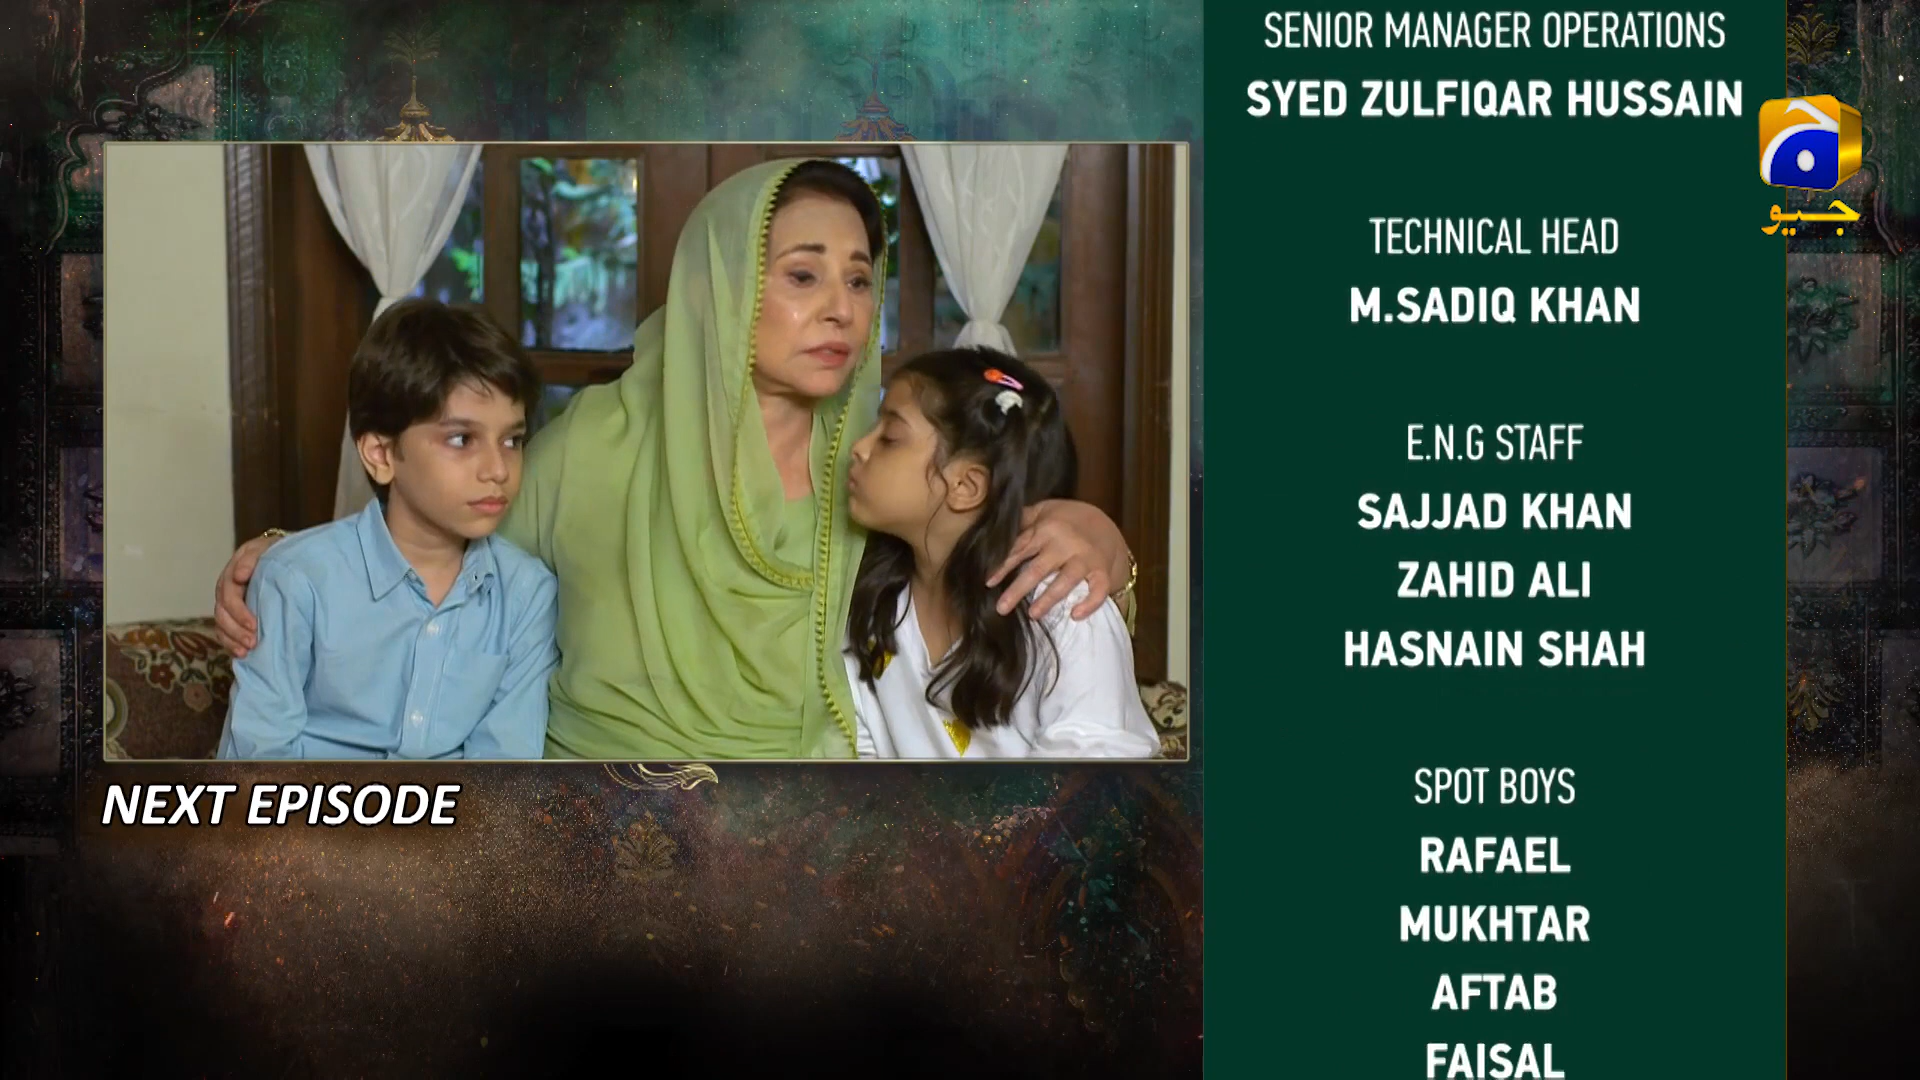 SENIOR MANAGER OPERATIONS
SYED ZULFIQAR HUSSAIN
TECHNICAL HEAD
M.SADIQ KHAN
E.N.G STAFF
SAJJAD KHAN
ZAHID ALI
HASNAIN SHAH
SPOT BOYS
RAFAEL
MUKHTAR
AFTAB
FAISAL
جیو
NEXT EPISODE